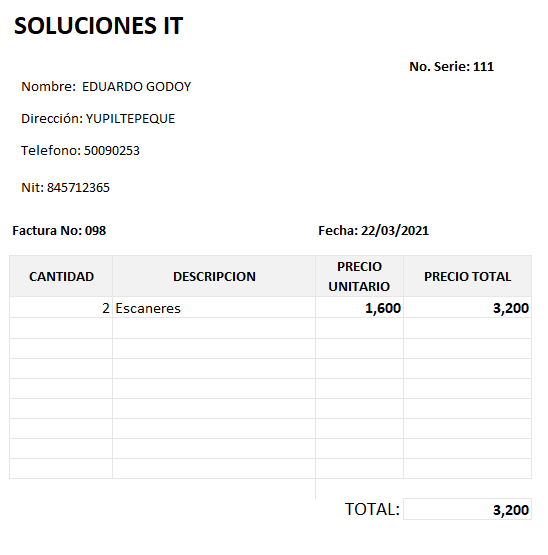 SOLUCIONES IT
No. Serie: 111
Nombre: EDUARDO GODOY
Dirección: YUPILTEPEQUE
Telefono: 50090253
Nit: 845712365
Factura No: 098 Fecha: 22/03/2021
CANTIDAD DESCRIPCION PRECIO UNITARIO PRECIO TOTAL
2 Escaneres 1,600 3,200
TOTAL: 3,200